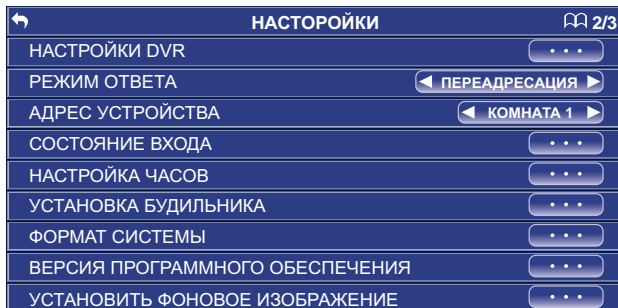 НАСТОРОЙКИ 2/3
НАСТРОЙКИ DVR
РЕЖИМ ОТВЕТА ПЕРЕАДРЕСАЦИЯ
АДРЕС УСТРОЙСТВА КОМНАТА 1
СОСТОЯНИЕ ВХОДА
НАСТРОЙКА ЧАСОВ
УСТАНОВКА БУДИЛЬНИКА
ФОРМАТ СИСТЕМЫ
ВЕРСИЯ ПРОГРАММНОГО ОБЕСПЕЧЕНИЯ
УСТАНОВИТЬ ФОНОВОЕ ИЗОБРАЖЕНИЕ